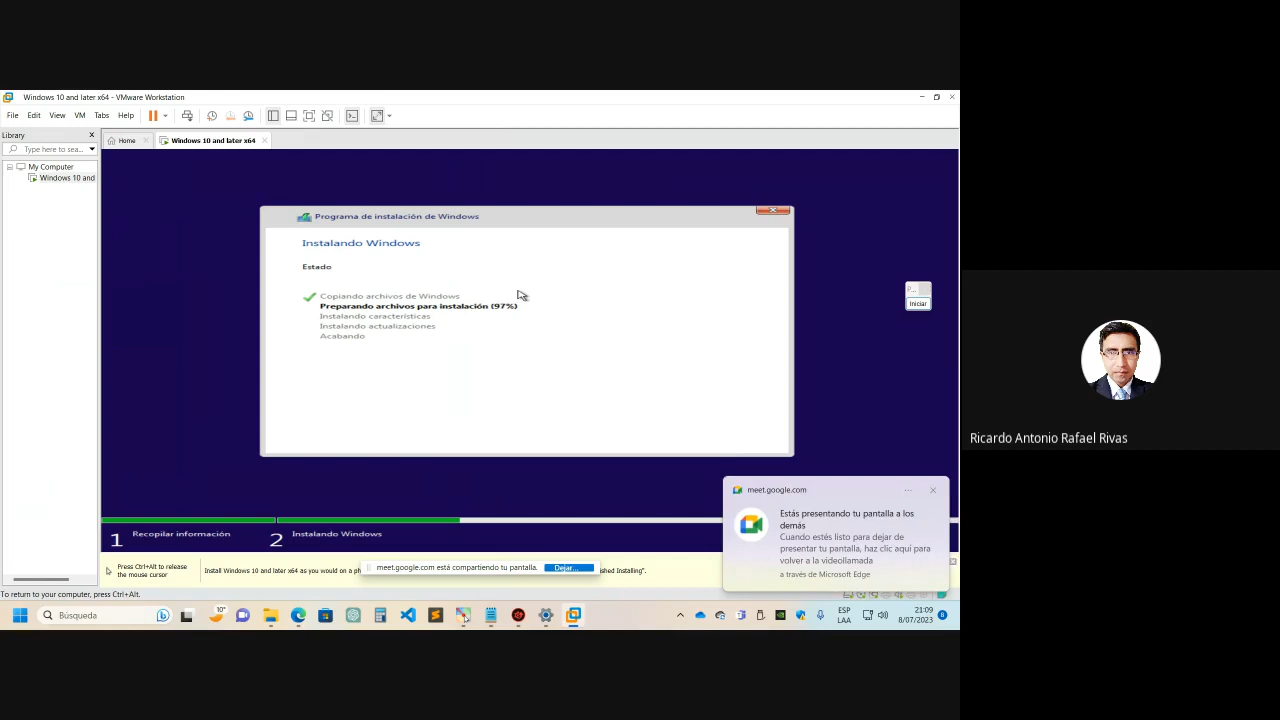 Windows 10 and later x64 - VMware Workstation
File Edit View VM Tabs Help
Library
Type here to sea...
My Computer
Windows 10 and
Home
Windows 10 and later x64
Programa de instalación de Windows
Instalando Windows
Estado
Copiando archivos de Windows
Preparando archivos para instalación (97%)
Instalando características
Instalando actualizaciones
Acabando
P...
Iniciar
1 Recopilar información
2 Instalando Windows
Press Ctrl+Alt to release
the mouse cursor
Install Windows 10 and later x64 as you would on a ph
meet.google.com está compartiendo tu pantalla.
Dejar...
shed Installing".
To return to your computer, press Ctrl+Alt.
meet.google.com
Estás presentando tu pantalla a los
demás
Cuando estés listo para dejar de
presentar tu pantalla, haz clic aquí para
volver a la videollamada
a través de Microsoft Edge
Búsqueda
10°
ESP
LAA
21:09
8/07/2023
Ricardo Antonio Rafael Rivas